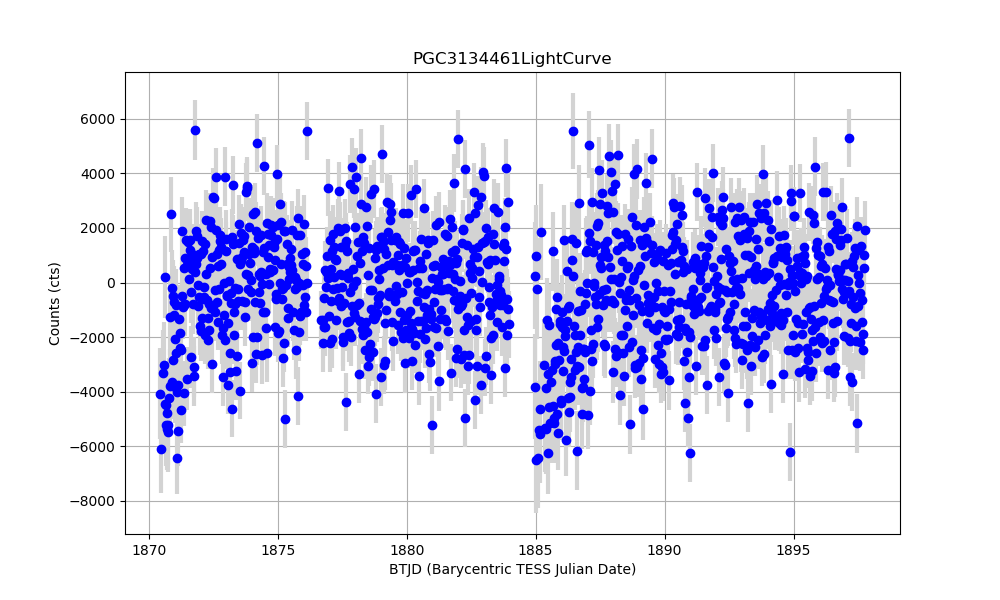 PGC3134461LightCurve
6000
4000
2000
0
−2000
−4000
−6000
−8000
Counts (cts)
1870 1875 1880 1885 1890 1895
BTJD (Barycentric TESS Julian Date)